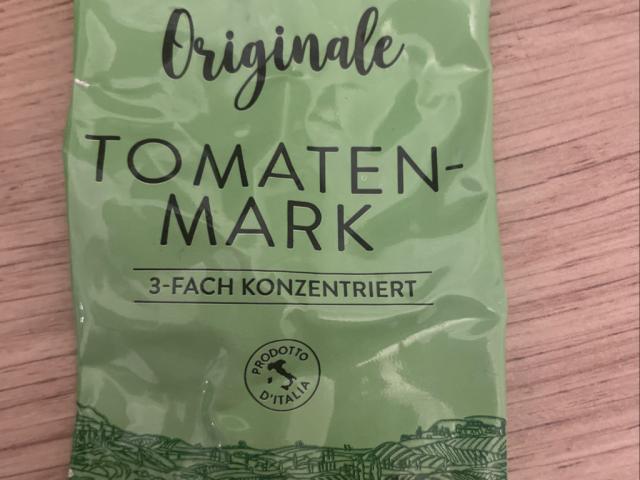 Originale
TOMATEN-
MARK
3-FACH KONZENTRIERT
PRODOTTO
D'ITALIA